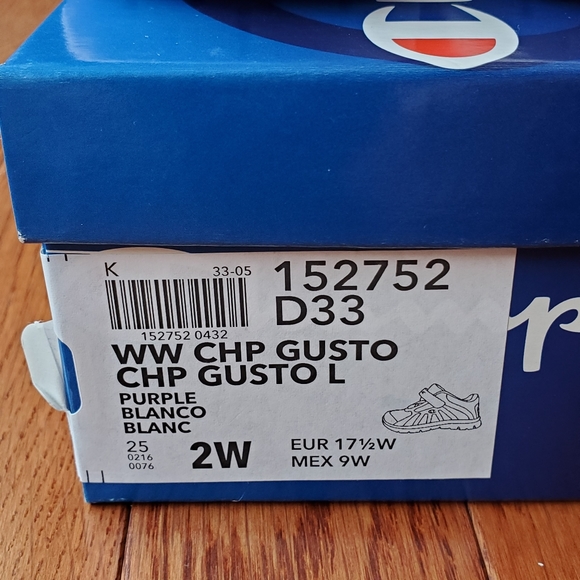 K 33-05
152752
152752 0432
D33
WW CHP GUSTO
CHP GUSTO L
PURPLE
BLANCO
BLANC
25
0216
0076
2W
EUR 17½W
MEX 9W